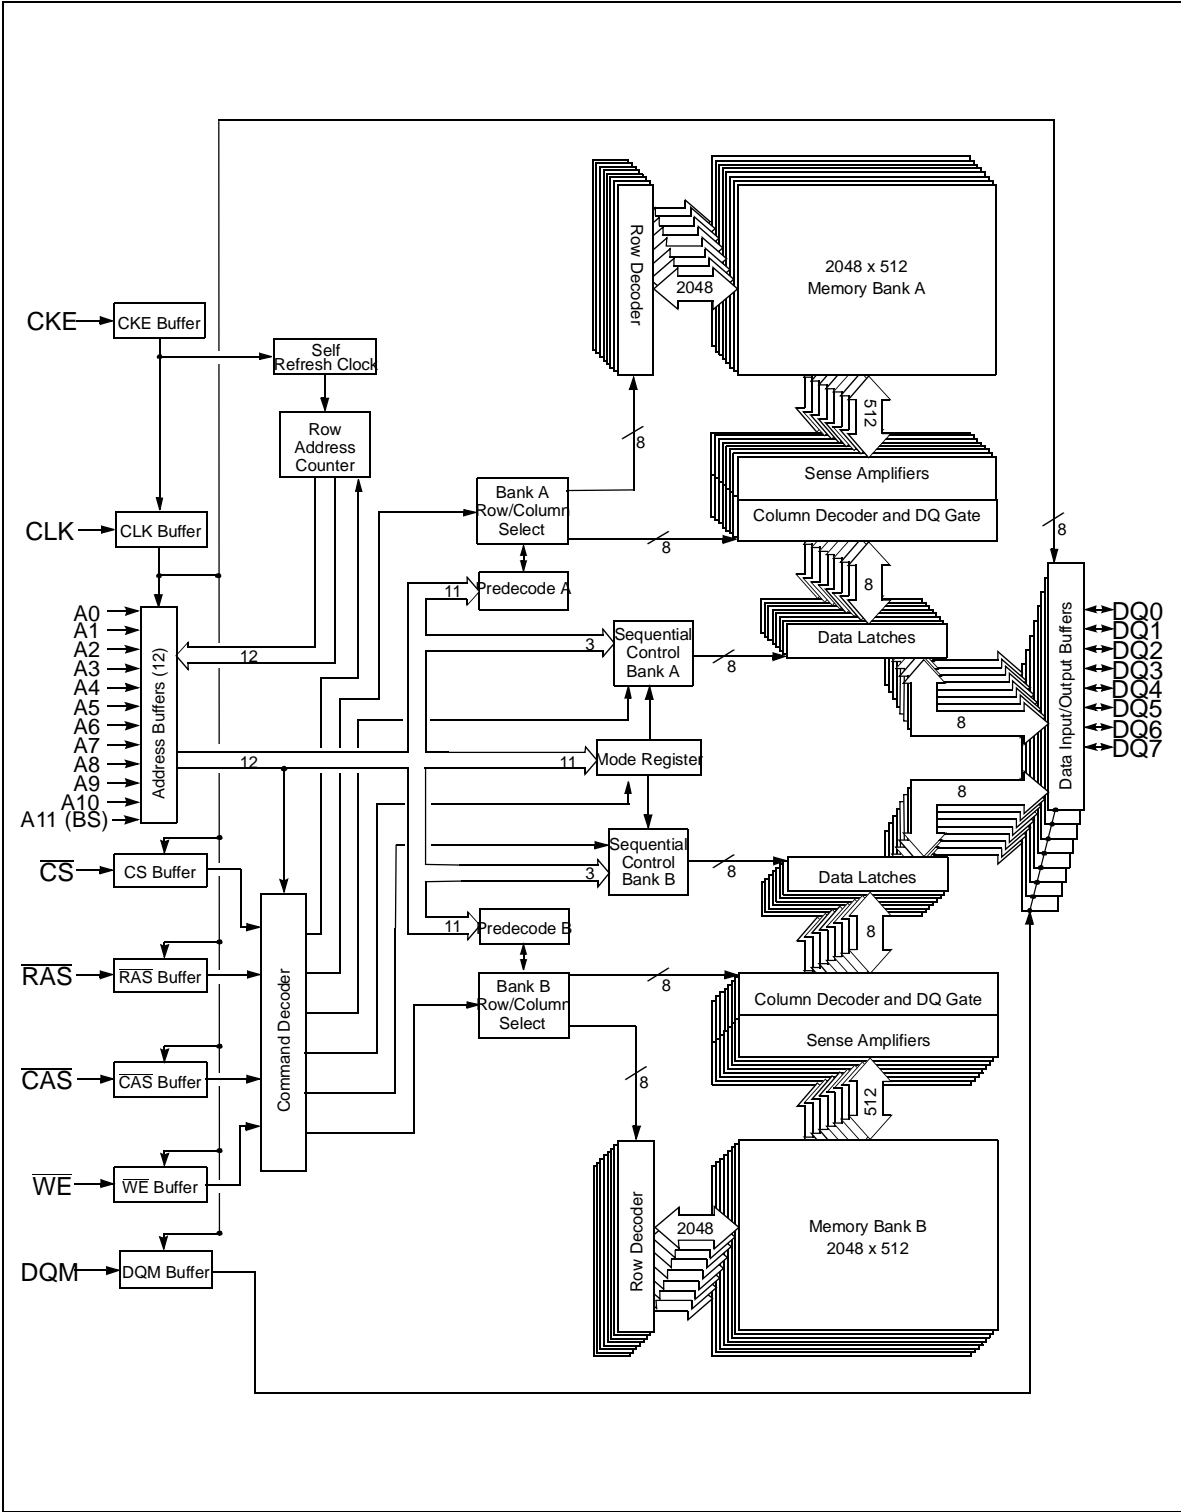 CKE
CKE Buffer
Self
Refresh Clock
Row
Address
Counter
CLK
CLK Buffer
A0
A1
A2
A3
A4
A5
A6
A7
A8
A9
A10
A11 (BS)
Address Buffers (12)
12
12
CS
CS Buffer
RAS
RAS Buffer
CAS
CAS Buffer
WE
WE Buffer
DQM
DQM Buffer
Command Decoder
Bank A
Row/Column
Select
8
8
11
Predecode A
3
Sequential
Control
Bank A
8
11
Mode Register
Sequential
Control
Bank B
3
8
11
Predecode B
Bank B
Row/Column
Select
8
8
Row Decoder
2048
2048 x 512
Memory Bank A
512
Sense Amplifiers
Column Decoder and DQ Gate
8
Data Latches
8
8
Data Latches
8
Column Decoder and DQ Gate
Sense Amplifiers
512
Row Decoder
2048
Memory Bank B
2048 x 512
8
Data Input/Output Buffers
DQ0
DQ1
DQ2
DQ3
DQ4
DQ5
DQ6
DQ7